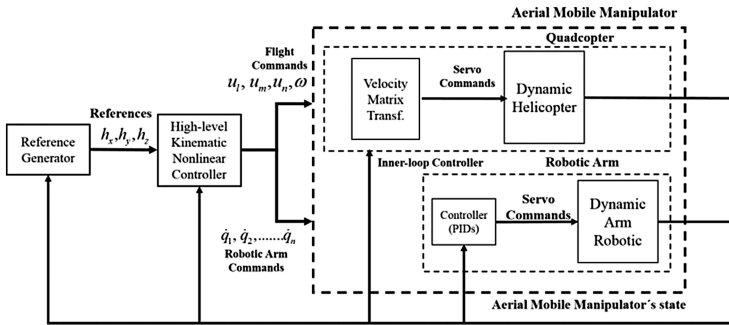 Aerial Mobile Manipulator
Quadcopter
Flight
Commands
u_l, u_m, u_n, ω
Velocity
Matrix
Transf.
Servo
Commands
Dynamic
Helicopter
References
h_x, h_y, h_z
Reference
Generator
High-level
Kinematic
Nonlinear
Controller
Inner-loop Controller
Robotic Arm
q̇_1, q̇_2, .......q̇_n
Robotic Arm
Commands
Controller
(PIDs)
Servo
Commands
Dynamic
Arm
Robotic
Aerial Mobile Manipulator´s state